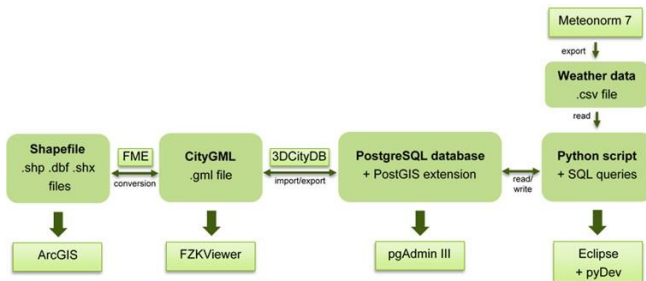 Meteonorm 7
export
Weather data
.csv file
read
Shapefile
.shp .dbf .shx
files
FME
conversion
CityGML
.gml file
3DCityDB
import/export
PostgreSQL database
+ PostGIS extension
read/
write
Python script
+ SQL queries
ArcGIS
FZKViewer
pgAdmin III
Eclipse
+ pyDev